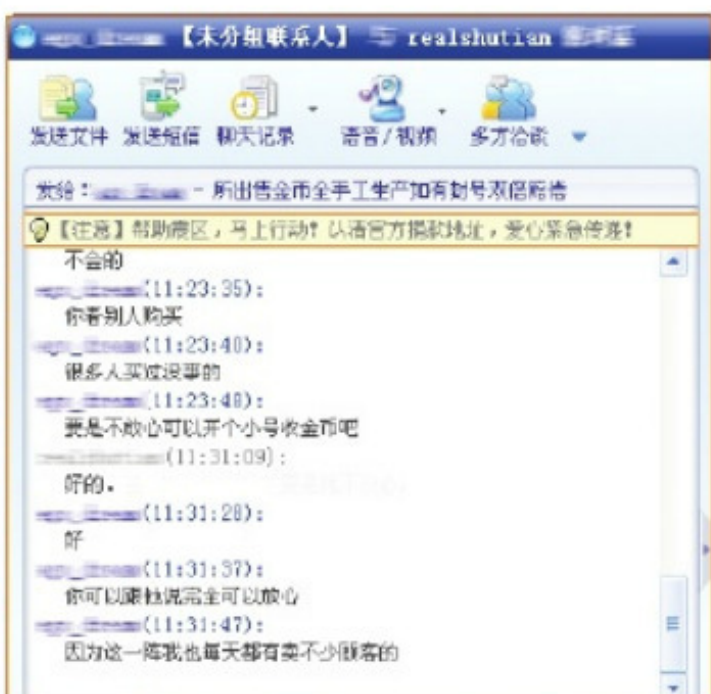 【未分组联系人】 realshutian
发送文件 发送短信 聊天记录 语音/视频 多方洽谈
发给: - 所出售金币全手工生产加有封号双倍赔偿
【注意】帮助震区,马上行动!认清官方捐款地址,爱心紧急传递!
不会的
(11:23:35):
你看别人购买
(11:23:40):
很多人买过没事的
(11:23:48):
要是不放心可以开个小号收金币吧
(11:31:09):
好的.
(11:31:28):
好
(11:31:37):
你可以跟他说完全可以放心
(11:31:47):
因为这一阵我也每天都有卖不少顾客的